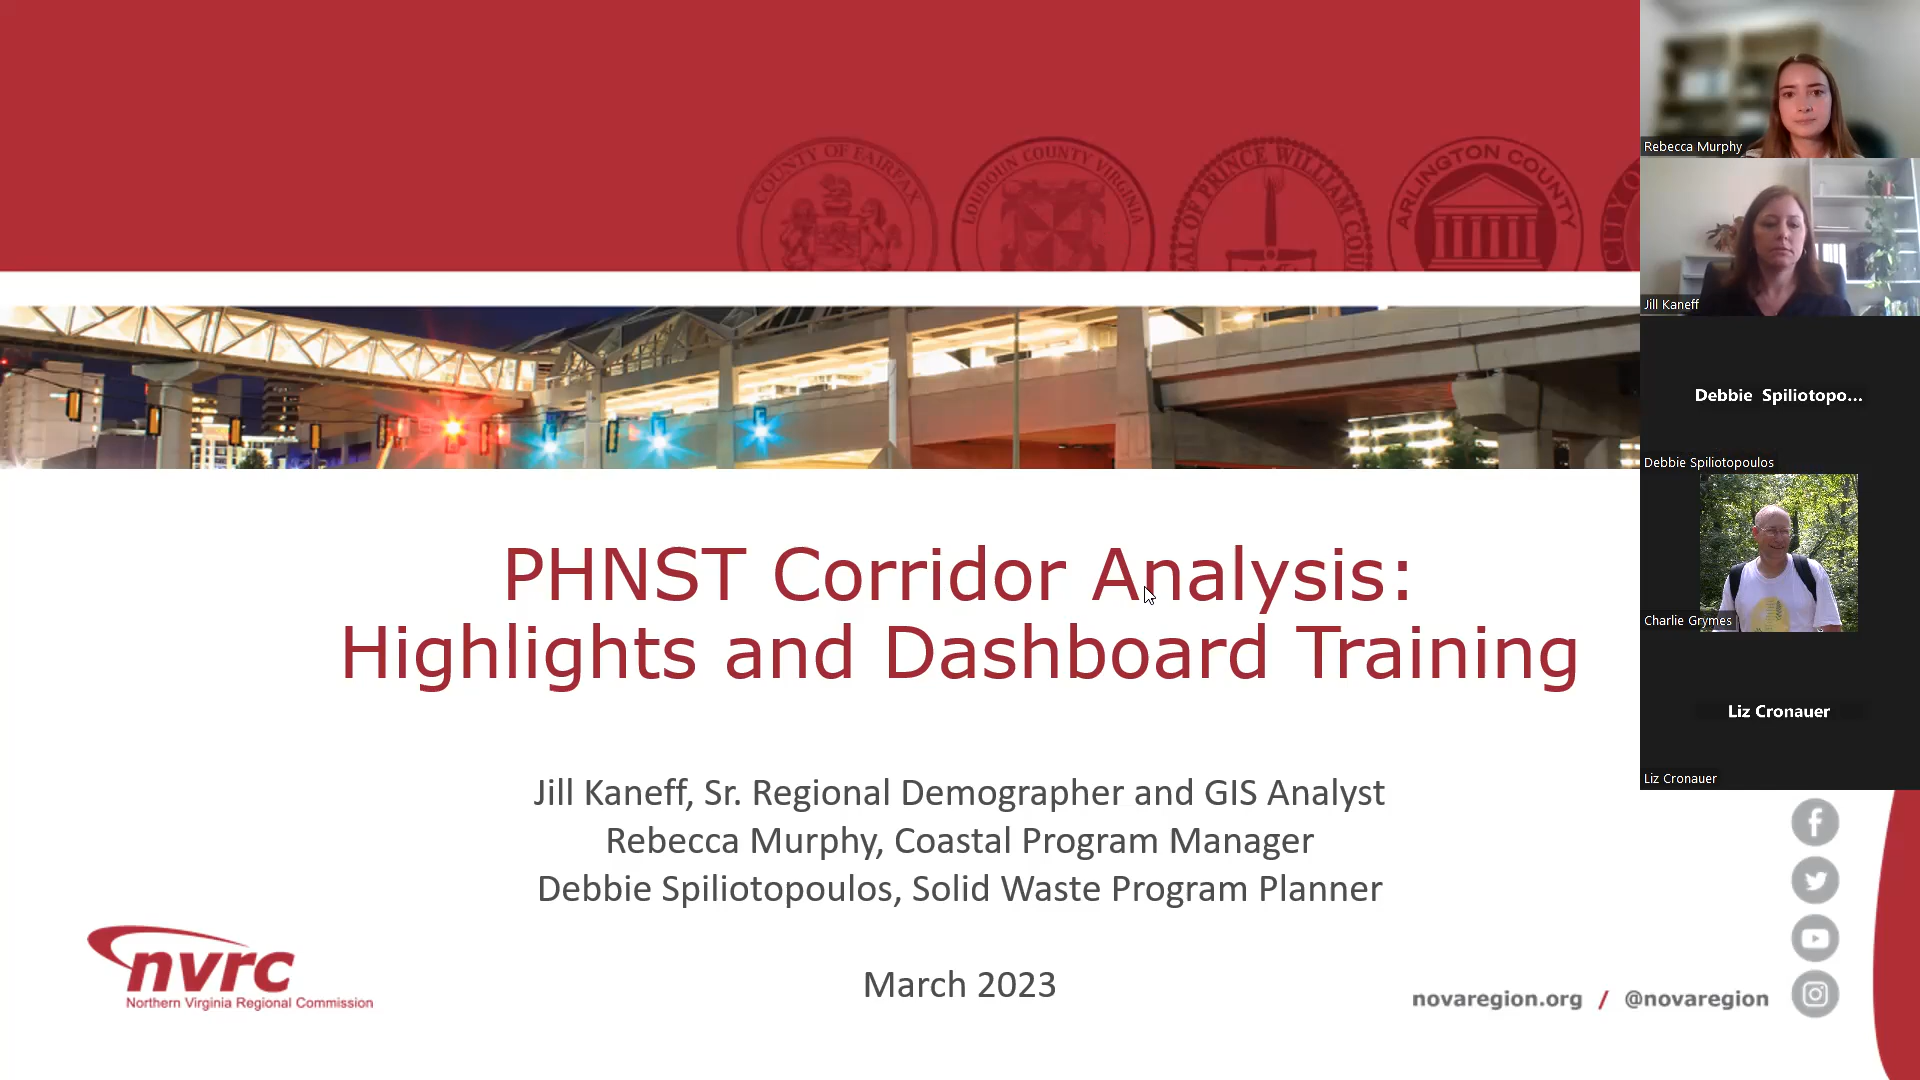 COUNTY OF FAIRFAX
LOUDOUN COUNTY VIRGINIA
OF PRINCE WILLIAM COU
ARLINGTON COUNTY
CITY O
PHNST Corridor Analysis:
Highlights and Dashboard Training
Jill Kaneff, Sr. Regional Demographer and GIS Analyst
Rebecca Murphy, Coastal Program Manager
Debbie Spiliotopoulos, Solid Waste Program Planner
March 2023
nvrc
Northern Virginia Regional Commission
novaregion.org / @novaregion
Rebecca Murphy
Jill Kaneff
Debbie Spiliotopo...
Debbie Spiliotopoulos
Charlie Grymes
Liz Cronauer
Liz Cronauer